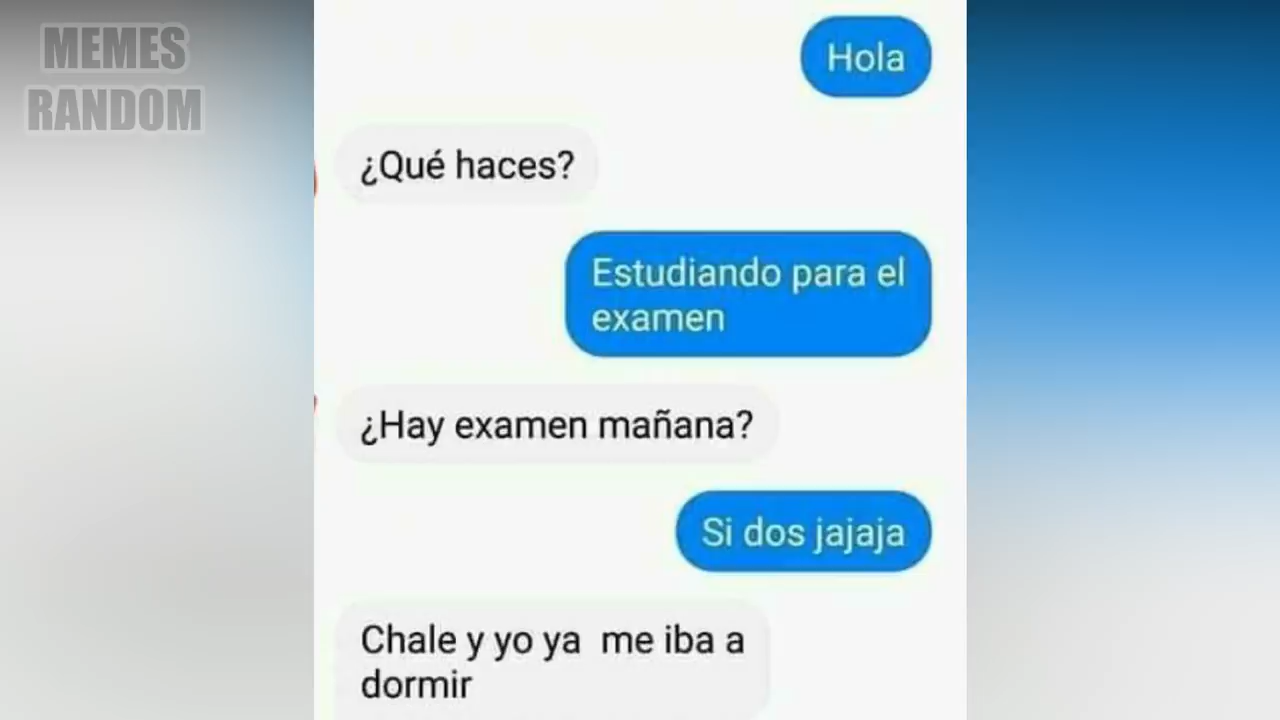 MEMES
RANDOM
Hola
¿Qué haces?
Estudiando para el
examen
¿Hay examen mañana?
Si dos jajaja
Chale y yo ya  me iba a
dormir